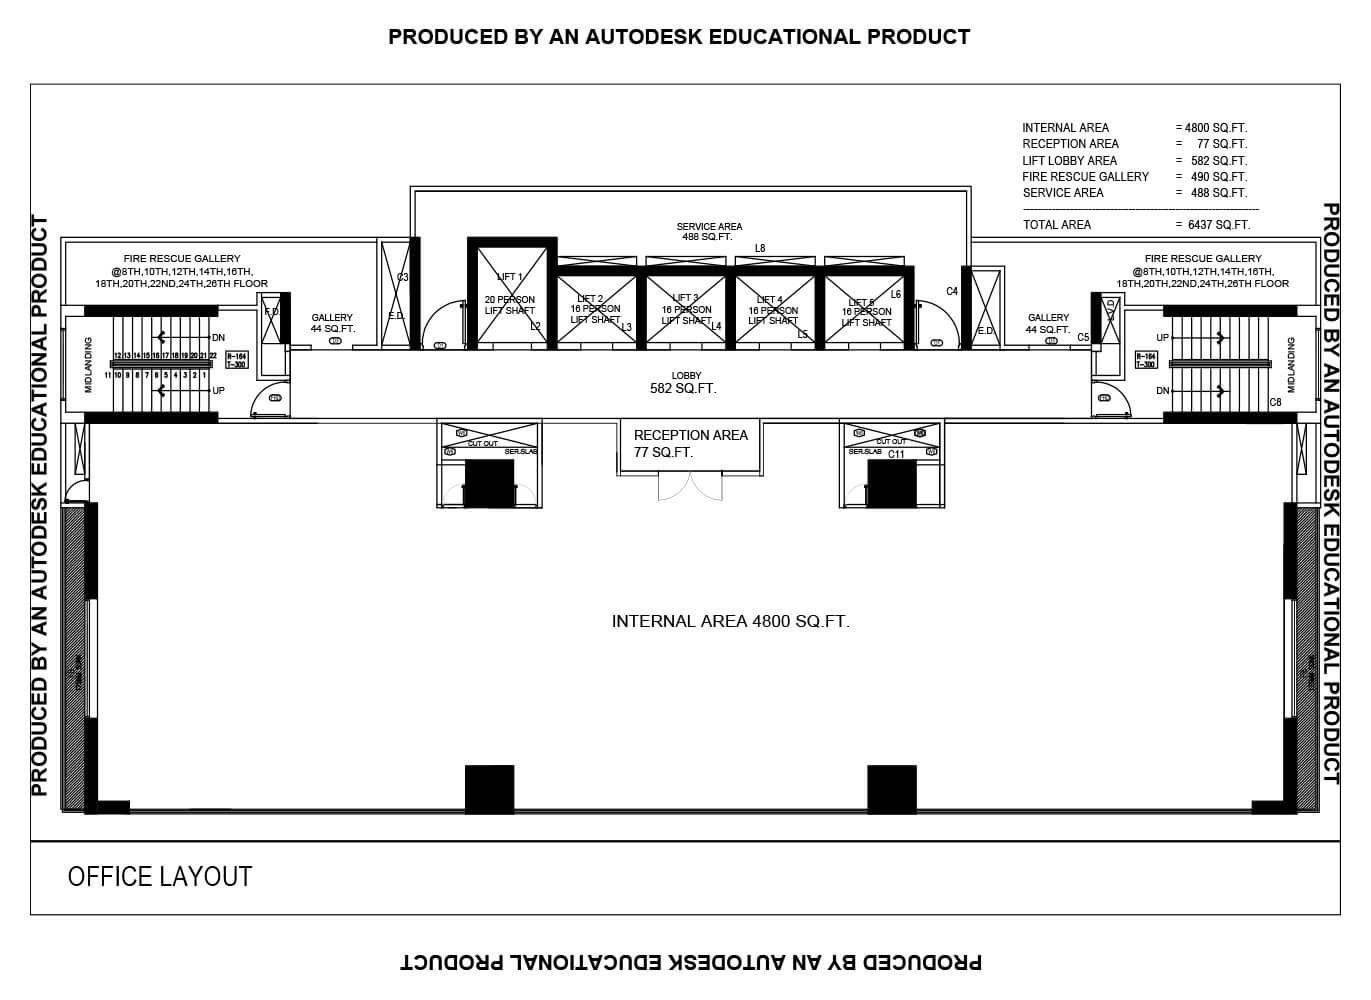 PRODUCED BY AN AUTODESK EDUCATIONAL PRODUCT
INTERNAL AREA = 4800 SQ.FT.
RECEPTION AREA = 77 SQ.FT.
LIFT LOBBY AREA = 582 SQ.FT.
FIRE RESCUE GALLERY = 490 SQ.FT.
SERVICE AREA = 488 SQ.FT.
TOTAL AREA = 6437 SQ.FT.
PRODUCED BY AN AUTODESK EDUCATIONAL PRODUCT
PRODUCED BY AN AUTODESK EDUCATIONAL PRODUCT
SERVICE AREA
488 SQ.FT.
L8
FIRE RESCUE GALLERY
@8TH,10TH,12TH,14TH,16TH,
18TH,20TH,22ND,24TH,26TH FLOOR
FIRE RESCUE GALLERY
@8TH,10TH,12TH,14TH,16TH,
18TH,20TH,22ND,24TH,26TH FLOOR
C3
E.D.
LIFT 1
20 PERSON
LIFT SHAFT
L2
LIFT 2
16 PERSON
LIFT SHAFT
L3
LIFT 3
16 PERSON
LIFT SHAFT
L4
LIFT 4
16 PERSON
LIFT SHAFT
L5
LIFT 5
16 PERSON
LIFT SHAFT
L6
C4
E.D.
F.D.
GALLERY
44 SQ.FT.
GALLERY
44 SQ.FT.
C5
MIDLANDING
DN
12 13 14 15 16 17 18 19 20 21 22
11 10 9 8 7 6 5 4 3 2 1
UP
R-164
T-300
R-164
T-300
UP
DN
MIDLANDING
C8
LOBBY
582 SQ.FT.
RECEPTION AREA
77 SQ.FT.
CUT OUT
SER.SLAB
CUT OUT
SER.SLAB
C11
INTERNAL AREA 4800 SQ.FT.
OFFICE LAYOUT
PRODUCED BY AN AUTODESK EDUCATIONAL PRODUCT